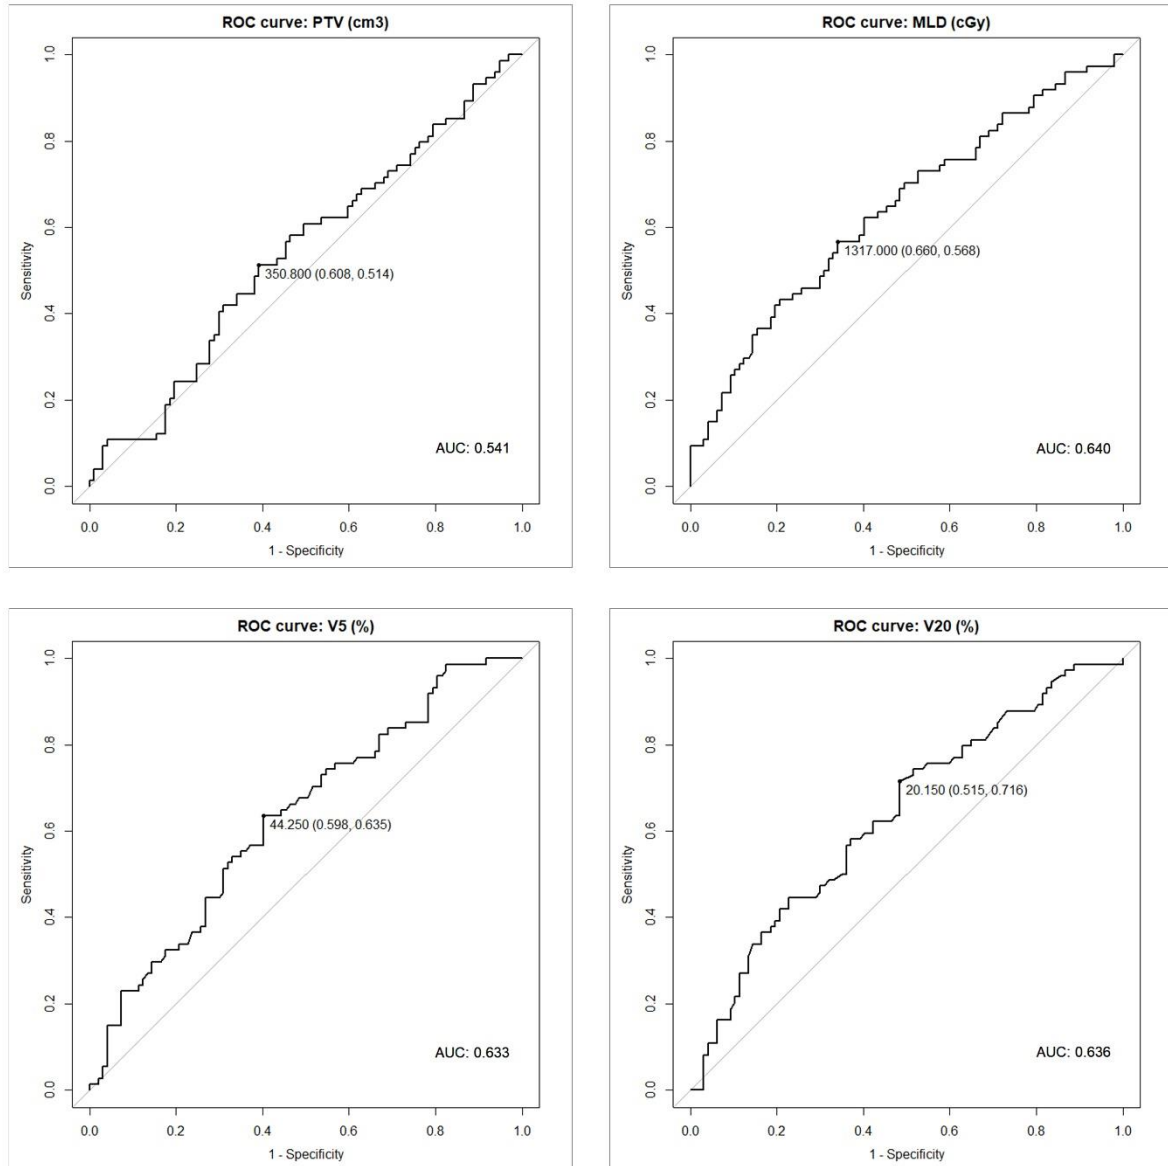 ROC curve: PTV (cm3)
1.0
0.8
0.6
0.4
0.2
0.0
Sensitivity
350.800 (0.608, 0.514)
AUC: 0.541
0.0 0.2 0.4 0.6 0.8 1.0
1 - Specificity
ROC curve: MLD (cGy)
1.0
0.8
0.6
0.4
0.2
0.0
Sensitivity
1317.000 (0.660, 0.568)
AUC: 0.640
0.0 0.2 0.4 0.6 0.8 1.0
1 - Specificity
ROC curve: V5 (%)
1.0
0.8
0.6
0.4
0.2
0.0
Sensitivity
44.250 (0.598, 0.635)
AUC: 0.633
0.0 0.2 0.4 0.6 0.8 1.0
1 - Specificity
ROC curve: V20 (%)
1.0
0.8
0.6
0.4
0.2
0.0
Sensitivity
20.150 (0.515, 0.716)
AUC: 0.636
0.0 0.2 0.4 0.6 0.8 1.0
1 - Specificity